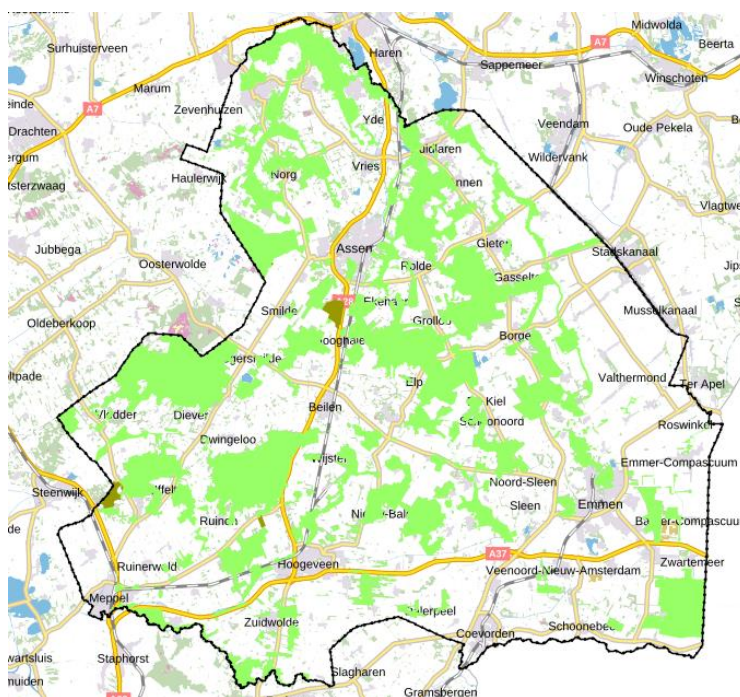 Midwolda
Surhuisterveen
Haren
A7
Beerta
Sappemeer
Marum
Winschoten
Zevenhuizen
A7
Yde
Veendam
Oude Pekela
Drachten
Vries
Wildervank
Haulerwijk
Norg
Vlagtwe
Gieten
Jubbega
Assen
Stadskanaal
Oosterwolde
Rolde
Gasselte
Smilde
Musselkanaal
Oldeberkoop
Grolloo
Borge
Elp
Valthermond
Ter Apel
Kiel
Beilen
Vledder
Diever
Roswinkel
Dwingeloo
Wijster
Emmer-Compascuum
Steenwijk
Noord-Sleen
Sleen
Emmen
Ruinen
A37
Ruinerwold
Hoogeveen
Zwartemeer
Veenoord-Nieuw-Amsterdam
Meppel
Zuidwolde
Schoonebee
Coevorden
Staphorst
Slagharen
Gramsbergen